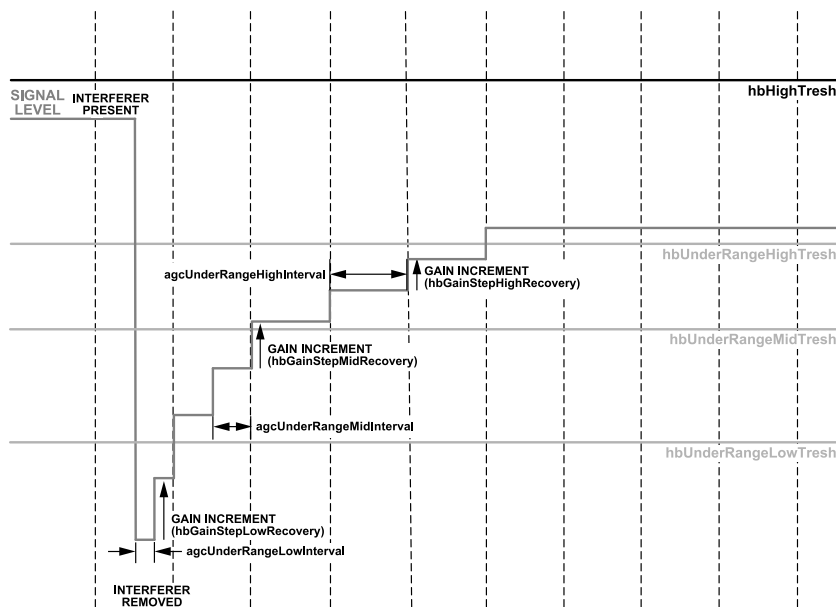 hbHighTresh
SIGNAL
LEVEL
INTERFERER
PRESENT
hbUnderRangeHighTresh
agcUnderRangeHighInterval
GAIN INCREMENT
(hbGainStepHighRecovery)
hbUnderRangeMidTresh
GAIN INCREMENT
(hbGainStepMidRecovery)
agcUnderRangeMidInterval
hbUnderRangeLowTresh
GAIN INCREMENT
(hbGainStepLowRecovery)
agcUnderRangeLowInterval
INTERFERER
REMOVED